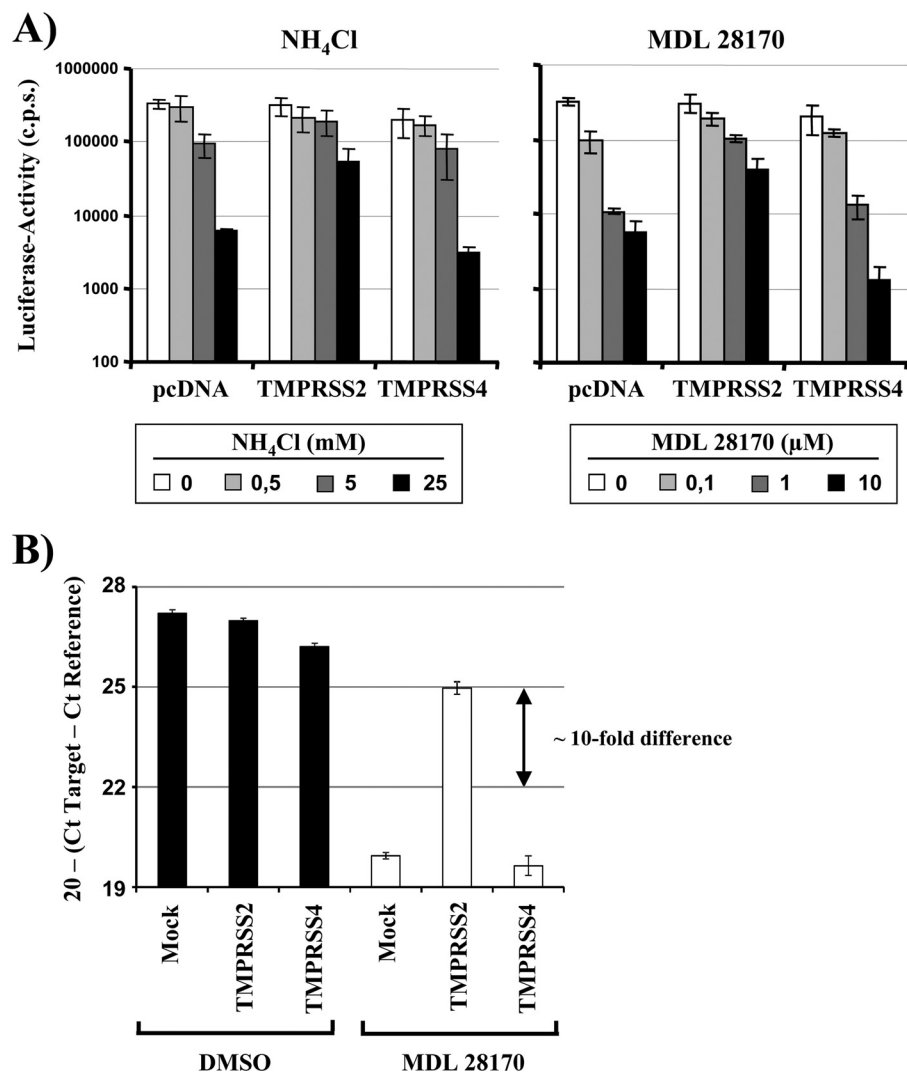 A)
NH₄Cl
MDL 28170
Luciferase-Activity (c.p.s.)
1000000
100000
10000
1000
100
pcDNA TMPRSS2 TMPRSS4
pcDNA TMPRSS2 TMPRSS4
NH₄Cl (mM)
0 0,5 5 25
MDL 28170 (µM)
0 0,1 1 10
B)
20 – (Ct Target – Ct Reference)
28
25
22
19
~ 10-fold difference
Mock
TMPRSS2
TMPRSS4
Mock
TMPRSS2
TMPRSS4
DMSO
MDL 28170